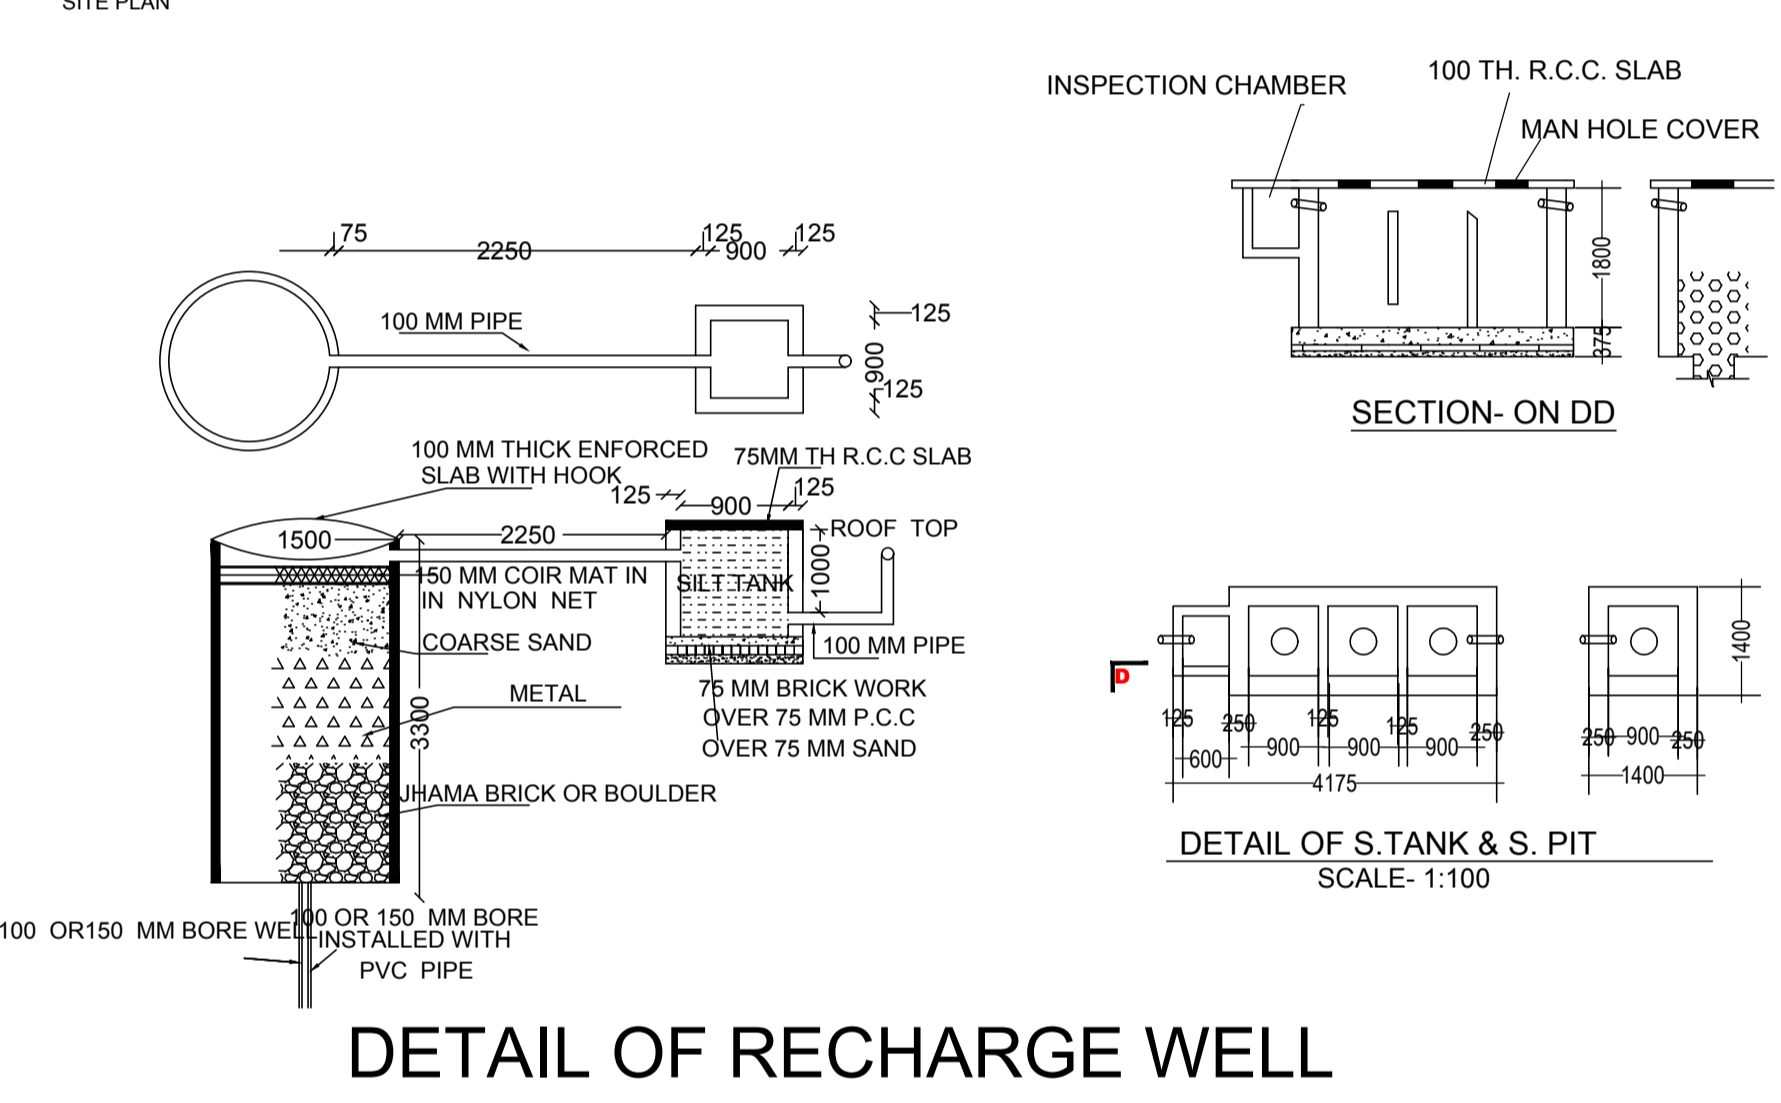 SITE PLAN
INSPECTION CHAMBER
100 TH. R.C.C. SLAB
MAN HOLE COVER
1800
375
SECTION- ON DD
75
2250
125
900
125
100 MM PIPE
125
900
125
100 MM THICK ENFORCED
SLAB WITH HOOK
75MM TH R.C.C SLAB
125
900
125
1500
2250
ROOF TOP
1000
SILT TANK
150 MM COIR MAT IN
IN NYLON NET
COARSE SAND
100 MM PIPE
METAL
3300
75 MM BRICK WORK
OVER 75 MM P.C.C
OVER 75 MM SAND
JHAMA BRICK OR BOULDER
100 OR150 MM BORE WELL
100 OR 150 MM BORE
INSTALLED WITH
PVC PIPE
D
125
250
125
125
250
900
900
900
600
4175
1400
250
900
250
1400
DETAIL OF S.TANK & S. PIT
SCALE- 1:100
DETAIL OF RECHARGE WELL